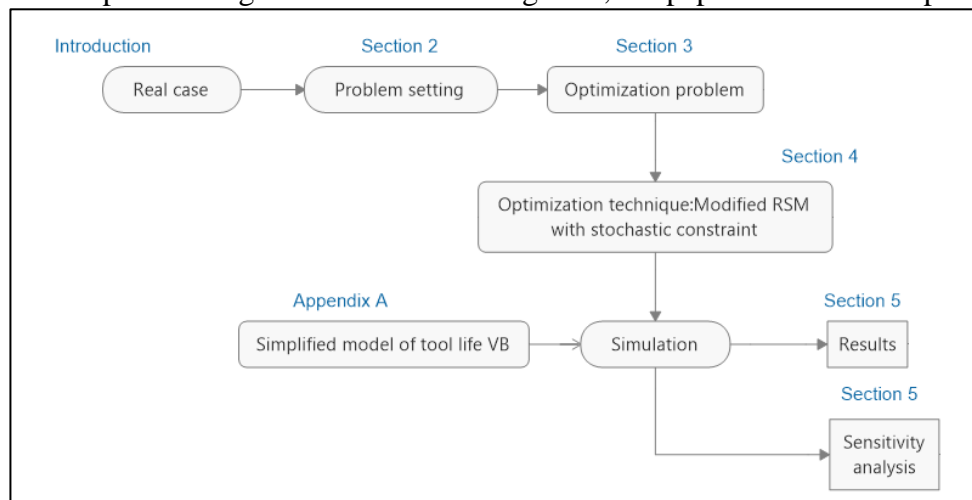 Introduction
Section 2
Section 3
Real case
Problem setting
Optimization problem
Section 4
Optimization technique:Modified RSM
with stochastic constraint
Appendix A
Section 5
Simplified model of tool life VB
Simulation
Results
Section 5
Sensitivity
analysis